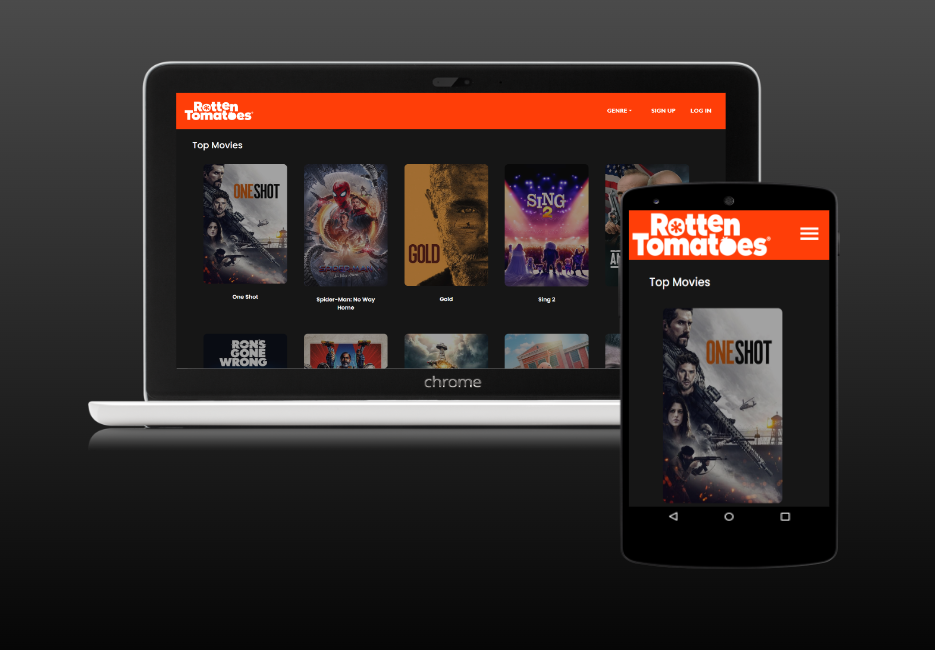 Rotten
Tomatoes®
GENRE
SIGN UP
LOG IN
Top Movies
ONE SHOT
GOLD
SING
2
One Shot
Spider-Man: No Way
Home
Gold
Sing 2
RON'S
GONE
WRONG
chrome
Rotten
Tomatoes®
Top Movies
ONE SHOT